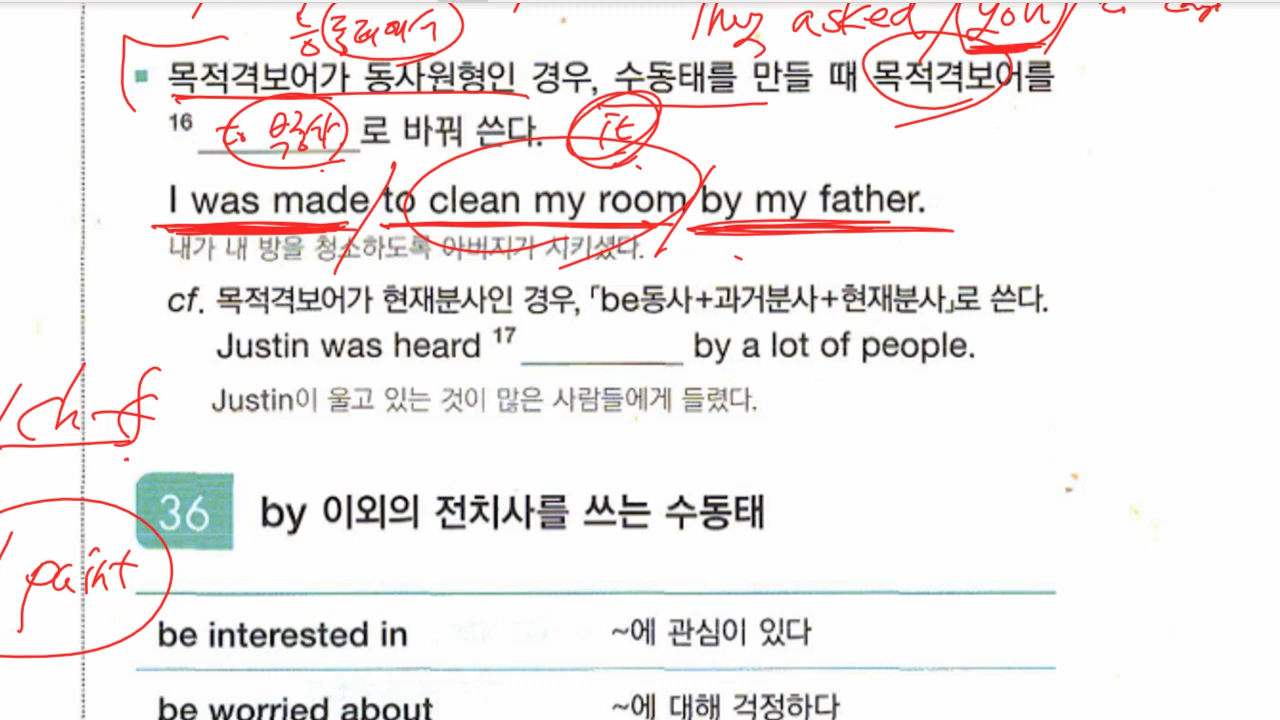 They asked you to
■ 목적격보어가 동사원형인 경우, 수동태를 만들 때 목적격보어를
16 to 부정사로 바꿔 쓴다.
I was made to clean my room by my father.
내가 내 방을 청소하도록 아버지가 시키셨다.
cf. 목적격보어가 현재분사인 경우, 「be동사+과거분사+현재분사」로 쓴다.
Justin was heard 17 ________ by a lot of people.
Justin이 울고 있는 것이 많은 사람들에게 들렸다.
36 by 이외의 전치사를 쓰는 수동태
paint
be interested in ~에 관심이 있다
be worried about ~에 대해 걱정하다